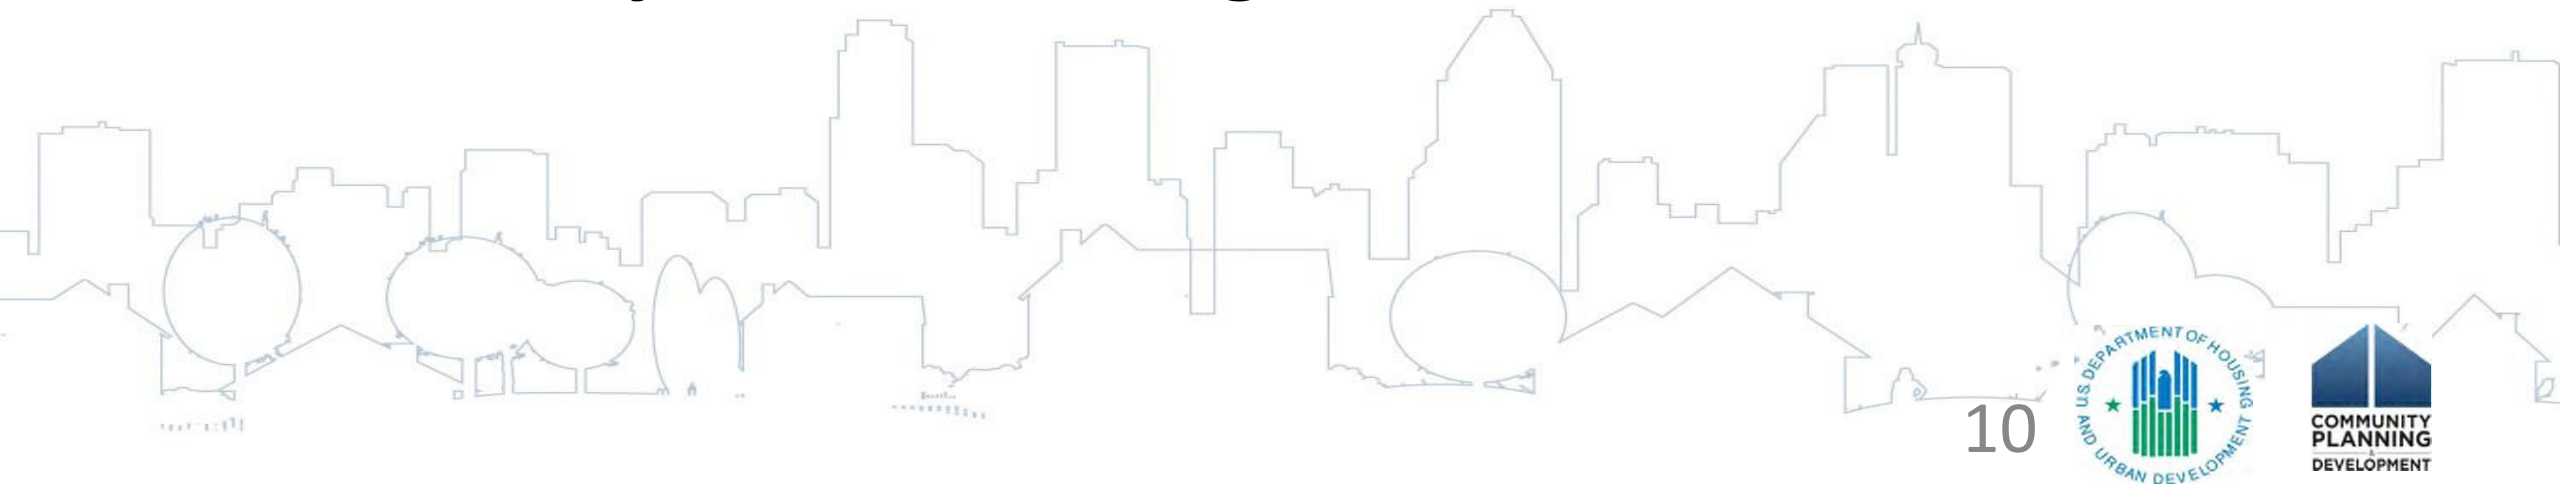 10
U.S. DEPARTMENT OF HOUSING AND URBAN DEVELOPMENT
COMMUNITY
PLANNING
&
DEVELOPMENT